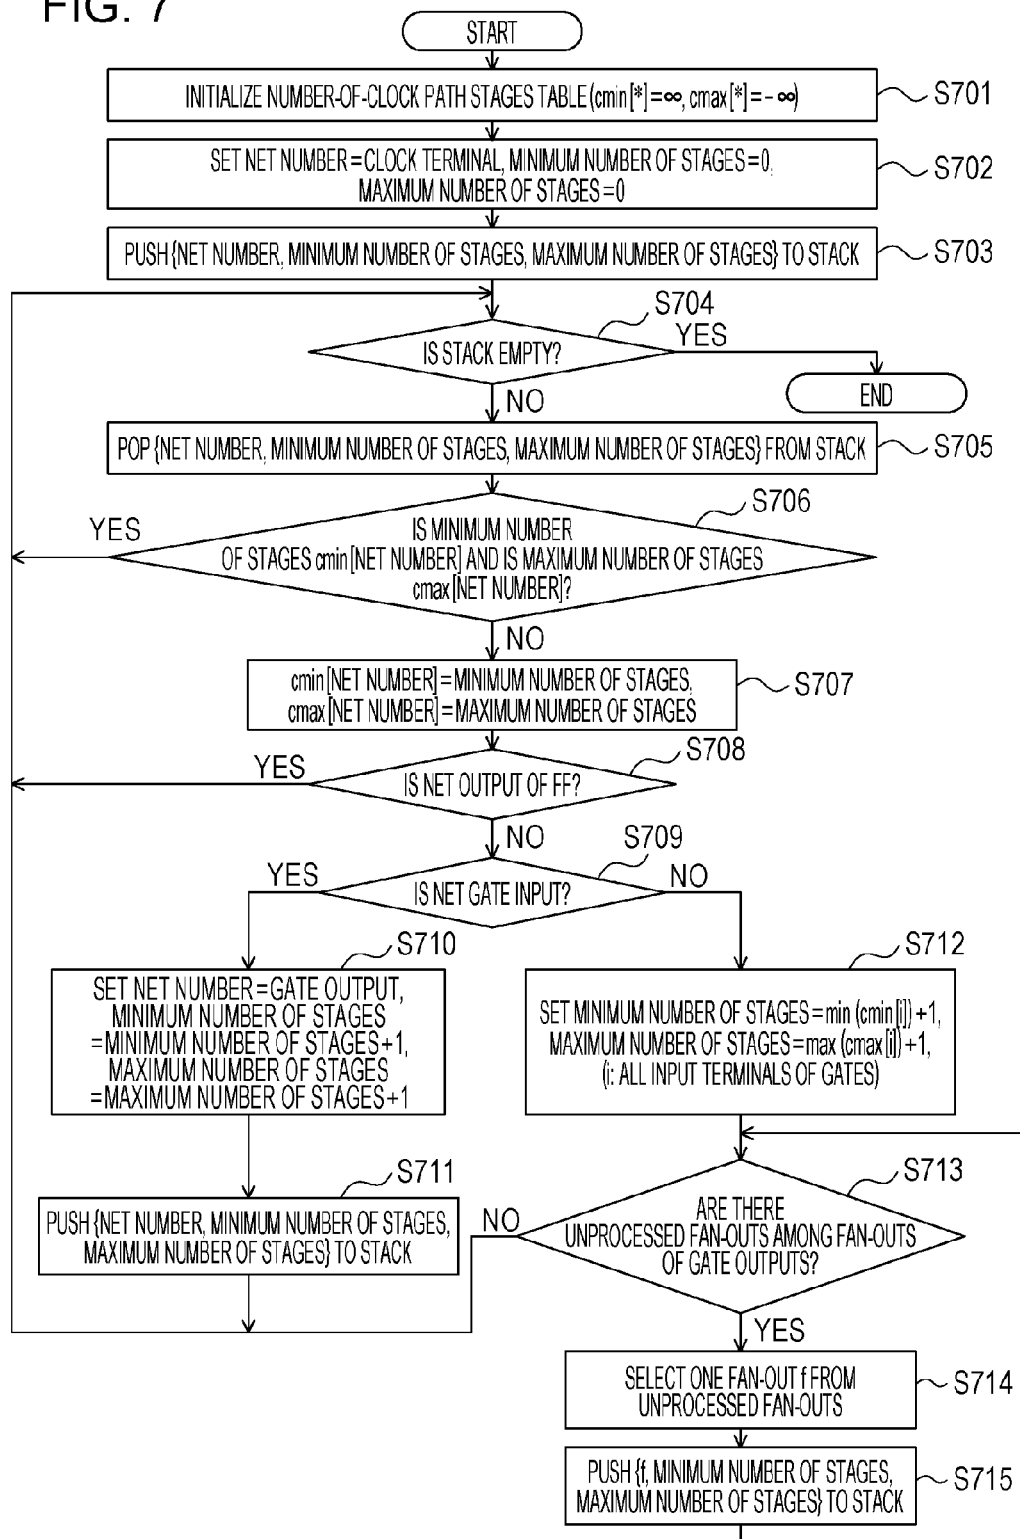 FIG. 7
START
INITIALIZE NUMBER-OF-CLOCK PATH STAGES TABLE (cmin[*]=∞, cmax[*]=-∞)
S701
SET NET NUMBER=CLOCK TERMINAL, MINIMUM NUMBER OF STAGES=0,
MAXIMUM NUMBER OF STAGES=0
S702
PUSH {NET NUMBER, MINIMUM NUMBER OF STAGES, MAXIMUM NUMBER OF STAGES} TO STACK
S703
S704
IS STACK EMPTY?
YES
END
NO
POP {NET NUMBER, MINIMUM NUMBER OF STAGES, MAXIMUM NUMBER OF STAGES} FROM STACK
S705
S706
YES
IS MINIMUM NUMBER
OF STAGES cmin[NET NUMBER] AND IS MAXIMUM NUMBER OF STAGES
cmax[NET NUMBER]?
NO
cmin[NET NUMBER]=MINIMUM NUMBER OF STAGES,
cmax[NET NUMBER]=MAXIMUM NUMBER OF STAGES
S707
S708
YES
IS NET OUTPUT OF FF?
NO
S709
YES
IS NET GATE INPUT?
NO
S710
SET NET NUMBER=GATE OUTPUT,
MINIMUM NUMBER OF STAGES
=MINIMUM NUMBER OF STAGES+1,
MAXIMUM NUMBER OF STAGES
=MAXIMUM NUMBER OF STAGES+1
S712
SET MINIMUM NUMBER OF STAGES=min (cmin[i])+1,
MAXIMUM NUMBER OF STAGES=max (cmax[i])+1,
(i: ALL INPUT TERMINALS OF GATES)
S711
PUSH {NET NUMBER, MINIMUM NUMBER OF STAGES,
MAXIMUM NUMBER OF STAGES} TO STACK
S713
NO
ARE THERE
UNPROCESSED FAN-OUTS AMONG FAN-OUTS
OF GATE OUTPUTS?
YES
SELECT ONE FAN-OUT f FROM
UNPROCESSED FAN-OUTS
S714
PUSH {f, MINIMUM NUMBER OF STAGES,
MAXIMUM NUMBER OF STAGES} TO STACK
S715